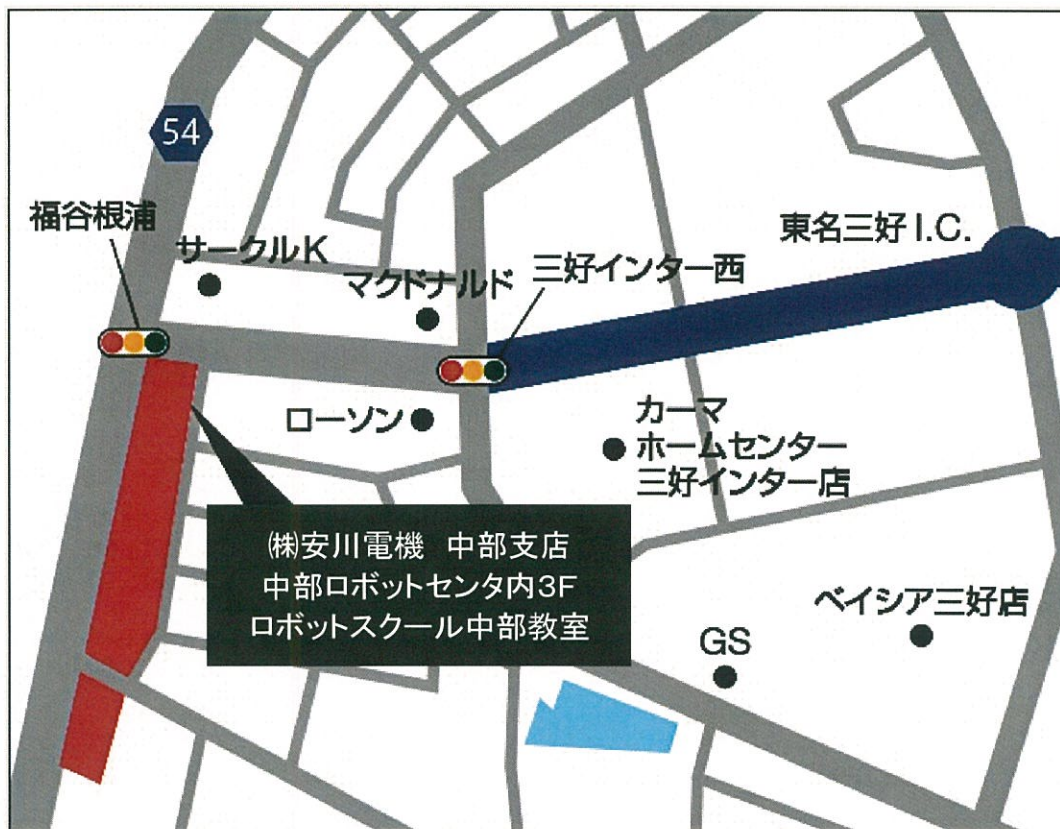 54
福谷根浦
サークルK
マクドナルド
三好インター西
東名三好I.C.
ローソン
カーマ
ホームセンター
三好インター店
㈱安川電機 中部支店
中部ロボットセンタ内3F
ロボットスクール中部教室
ベイシア三好店
GS